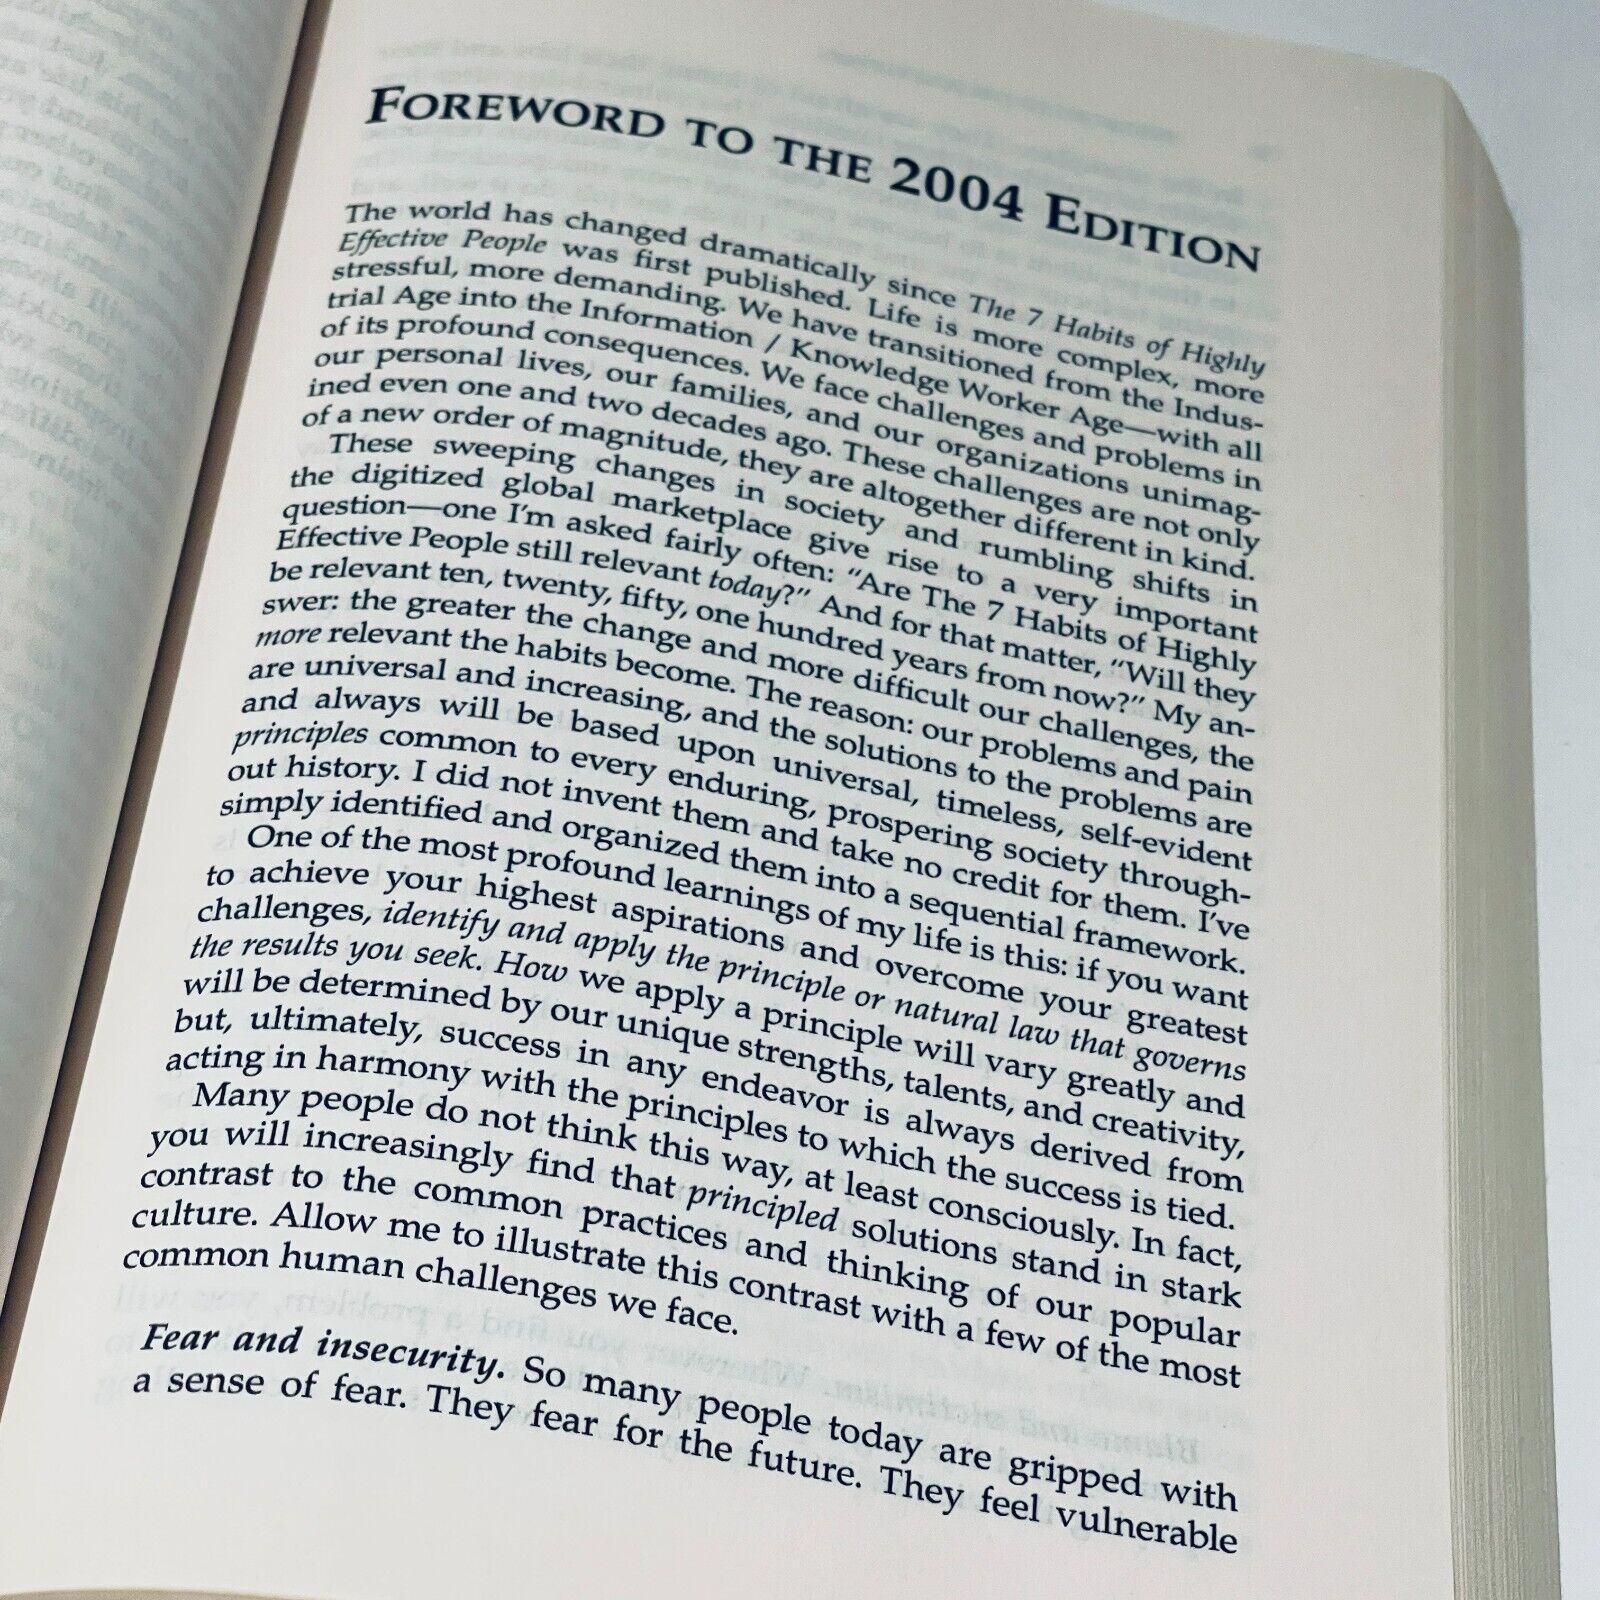 FOREWORD TO THE 2004 EDITION
The world has changed dramatically since The 7 Habits of Highly
Effective People was first published. Life is more complex, more
stressful, more demanding. We have transitioned from the Indus-
trial Age into the Information / Knowledge Worker Age—with all
of its profound consequences. We face challenges and problems in
our personal lives, our families, and our organizations unimag-
ined even one and two decades ago. These challenges are not only
of a new order of magnitude, they are altogether different in kind.
These sweeping changes in society and rumbling shifts in
the digitized global marketplace give rise to a very important
question—one I'm asked fairly often: "Are The 7 Habits of Highly
Effective People still relevant today?" And for that matter, "Will they
be relevant ten, twenty, fifty, one hundred years from now?" My an-
swer: the greater the change and more difficult our challenges, the
more relevant the habits become. The reason: our problems and pain
are universal and increasing, and the solutions to the problems are
and always will be based upon universal, timeless, self-evident
principles common to every enduring, prospering society through-
out history. I did not invent them and take no credit for them. I've
simply identified and organized them into a sequential framework.
One of the most profound learnings of my life is this: if you want
to achieve your highest aspirations and overcome your greatest
challenges, identify and apply the principle or natural law that governs
the results you seek. How we apply a principle will vary greatly and
will be determined by our unique strengths, talents, and creativity,
but, ultimately, success in any endeavor is always derived from
acting in harmony with the principles to which the success is tied.
Many people do not think this way, at least consciously. In fact,
you will increasingly find that principled solutions stand in stark
contrast to the common practices and thinking of our popular
culture. Allow me to illustrate this contrast with a few of the most
common human challenges we face.
Fear and insecurity. So many people today are gripped with
a sense of fear. They fear for the future. They feel vulnerable